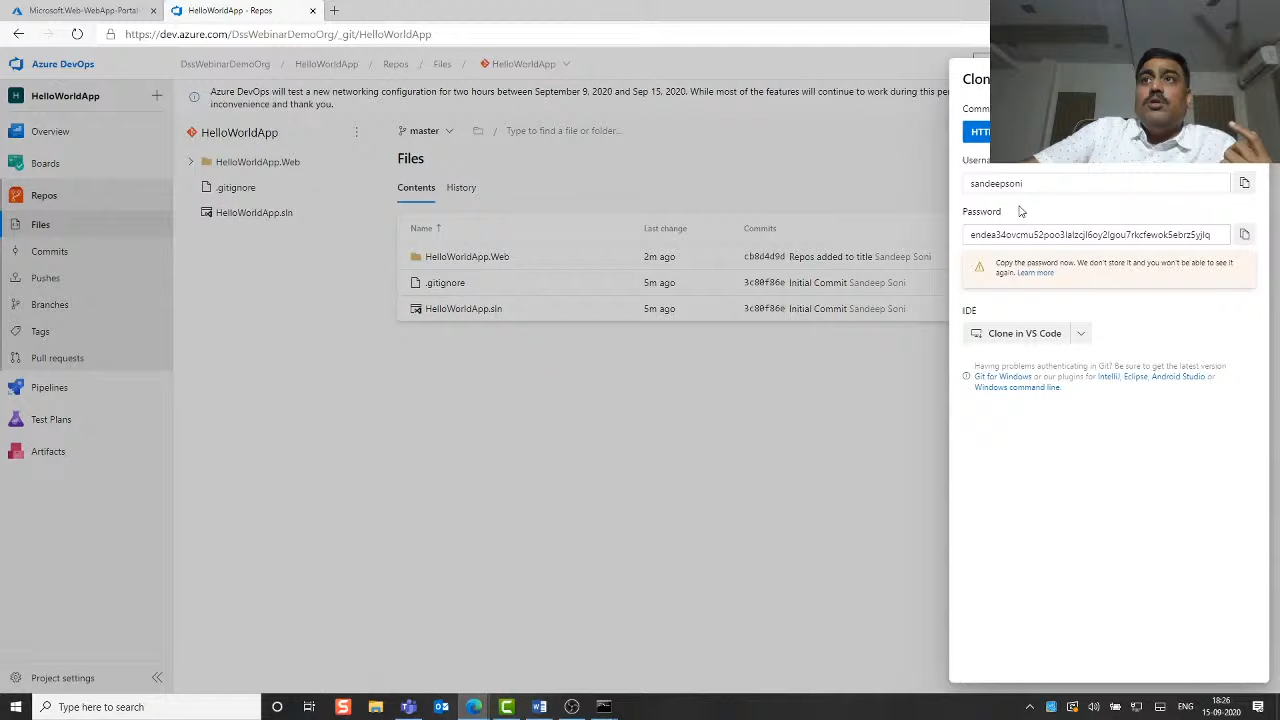 Microsoft.Web-WebApp-Portal
HelloWorldApp - Repos
https://dev.azure.com/DssWebinarDemoOrg/_git/HelloWorldApp
Azure DevOps
DssWebinarDemoOrg / HelloWorldApp / Repos / Files / HelloWorldApp
Clon
HelloWorldApp
Azure DevOps will test a new networking configuration for two hours between September 9, 2020 and Sep 15, 2020. While most of the features will continue to work during this pe
inconvenience and thank you.
Comm
HTT
Overview
Boards
Repos
Files
Commits
Pushes
Branches
Tags
Pull requests
Pipelines
Test Plans
Artifacts
Project settings
HelloWorldApp
HelloWorldApp.Web
.gitignore
HelloWorldApp.sln
master
Type to find a file or folder...
Files
Contents
History
Name ↑
Last change
Commits
HelloWorldApp.Web
2m ago
cb8d4d9d Repos added to title Sandeep Soni
.gitignore
5m ago
3c80f86e Initial Commit Sandeep Soni
HelloWorldApp.sln
5m ago
3c80f86e Initial Commit Sandeep Soni
Userna
sandeepsoni
Password
Copy the password now. We don't store it and you won't be able to see it
again. Learn more
IDE
Clone in VS Code
Having problems authenticating in Git? Be sure to get the latest version
Git for Windows or our plugins for IntelliJ, Eclipse, Android Studio or
Windows command line.
Type here to search
ENG
18:26
15-09-2020